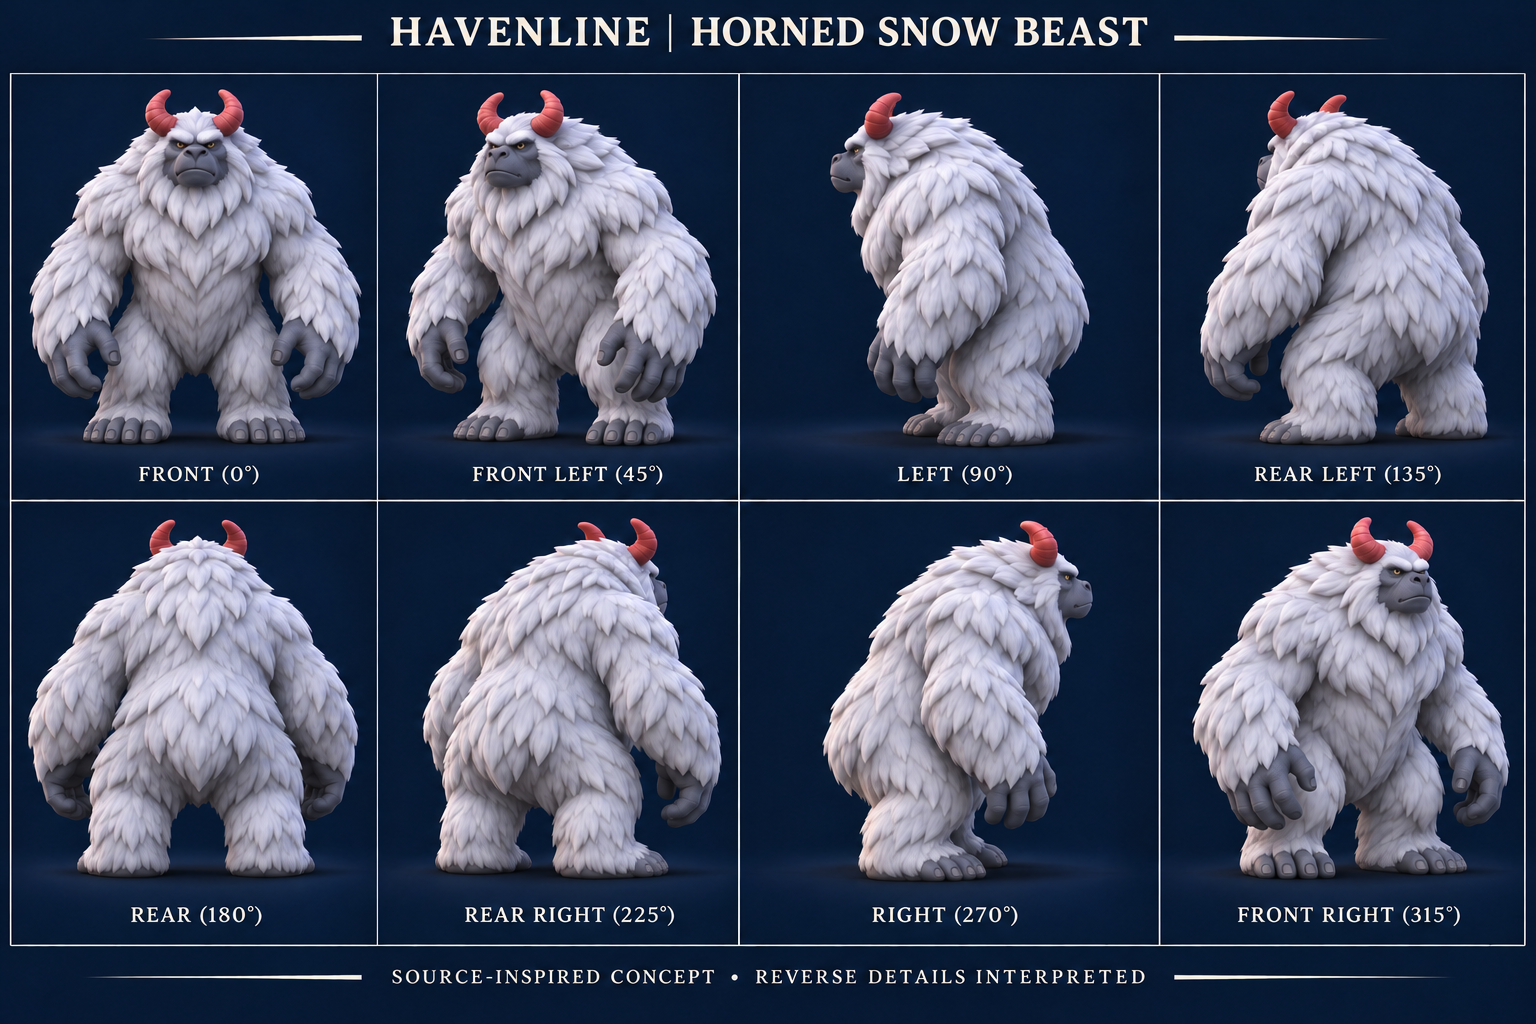 HAVENLINE | HORNED SNOW BEAST
FRONT (0°)
FRONT LEFT (45°)
LEFT (90°)
REAR LEFT (135°)
REAR (180°)
REAR RIGHT (225°)
RIGHT (270°)
FRONT RIGHT (315°)
SOURCE-INSPIRED CONCEPT • REVERSE DETAILS INTERPRETED